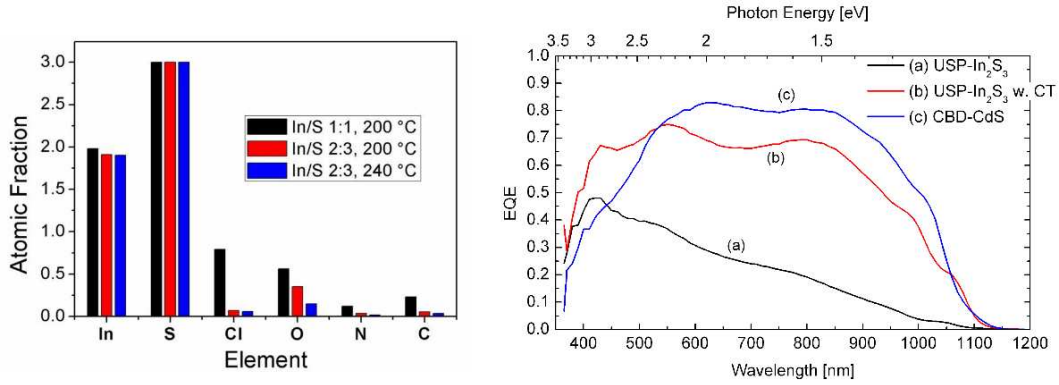 Atomic Fraction
3.0
2.5
2.0
1.5
1.0
0.5
0.0
In/S 1:1, 200 °C
In/S 2:3, 200 °C
In/S 2:3, 240 °C
In S Cl O N C
Element
Photon Energy [eV]
3.5 3 2.5 2 1.5
EQE
1.0
0.9
0.8
0.7
0.6
0.5
0.4
0.3
0.2
0.1
0.0
(a) USP-In₂S₃
(b) USP-In₂S₃ w. CT
(c) CBD-CdS
(c)
(b)
(a)
400 500 600 700 800 900 1000 1100 1200
Wavelength [nm]